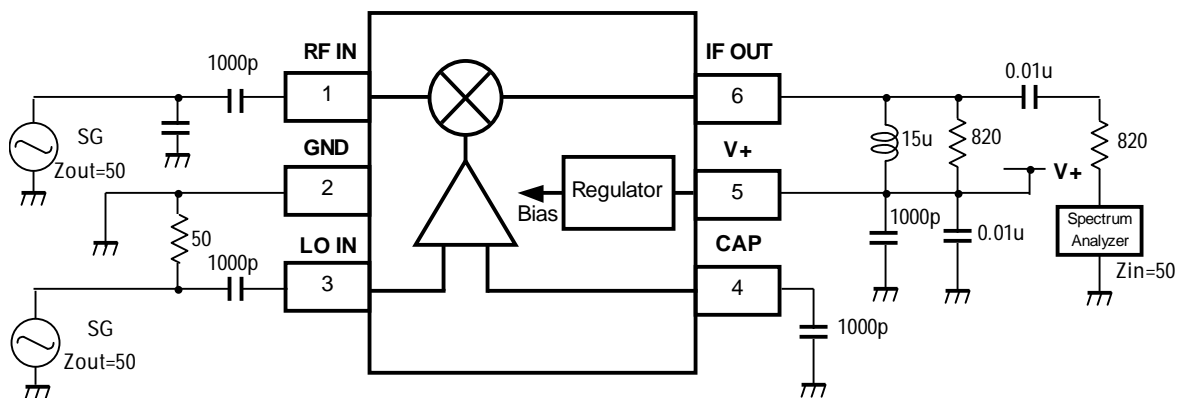 RF IN
1000p
1
SG
Zout=50
GND
2
50
LO IN
1000p
3
SG
Zout=50
Regulator
Bias
IF OUT
6
0.01u
15u
820
820
V+
5
V+
1000p
0.01u
Spectrum
Analyzer
Zin=50
CAP
4
1000p